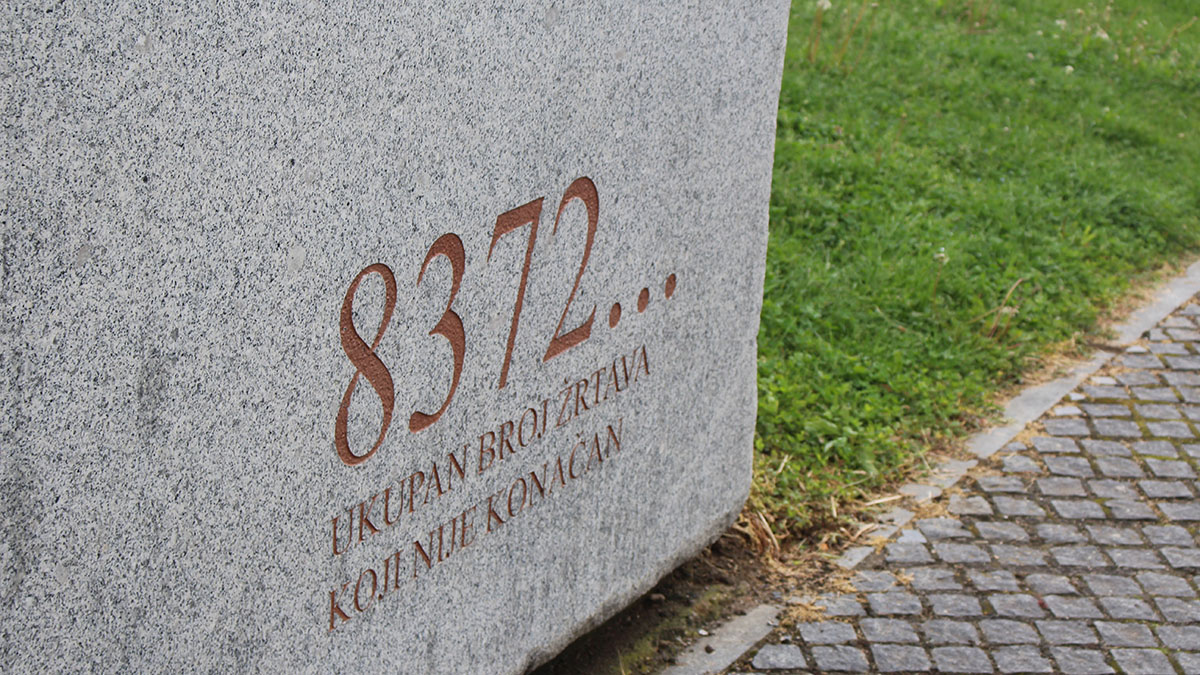 8372...
UKUPAN BROJ ŽRTAVA
KOJI NIJE KONAČAN